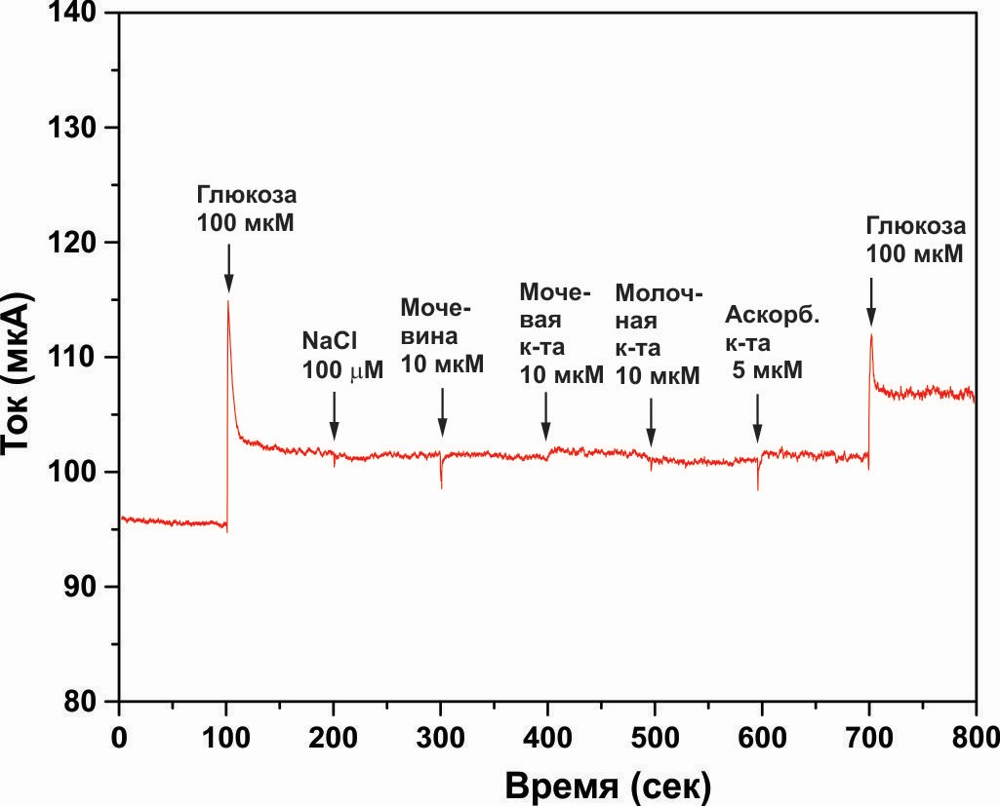 Ток (мкА)
140
130
120
110
100
90
80
Глюкоза
100 мкМ
NaCl
100 μM
Моче-
вина
10 мкМ
Моче-
вая
к-та
10 мкМ
Молоч-
ная
к-та
10 мкМ
Аскорб.
к-та
5 мкМ
Глюкоза
100 мкМ
0 100 200 300 400 500 600 700 800
Время (сек)